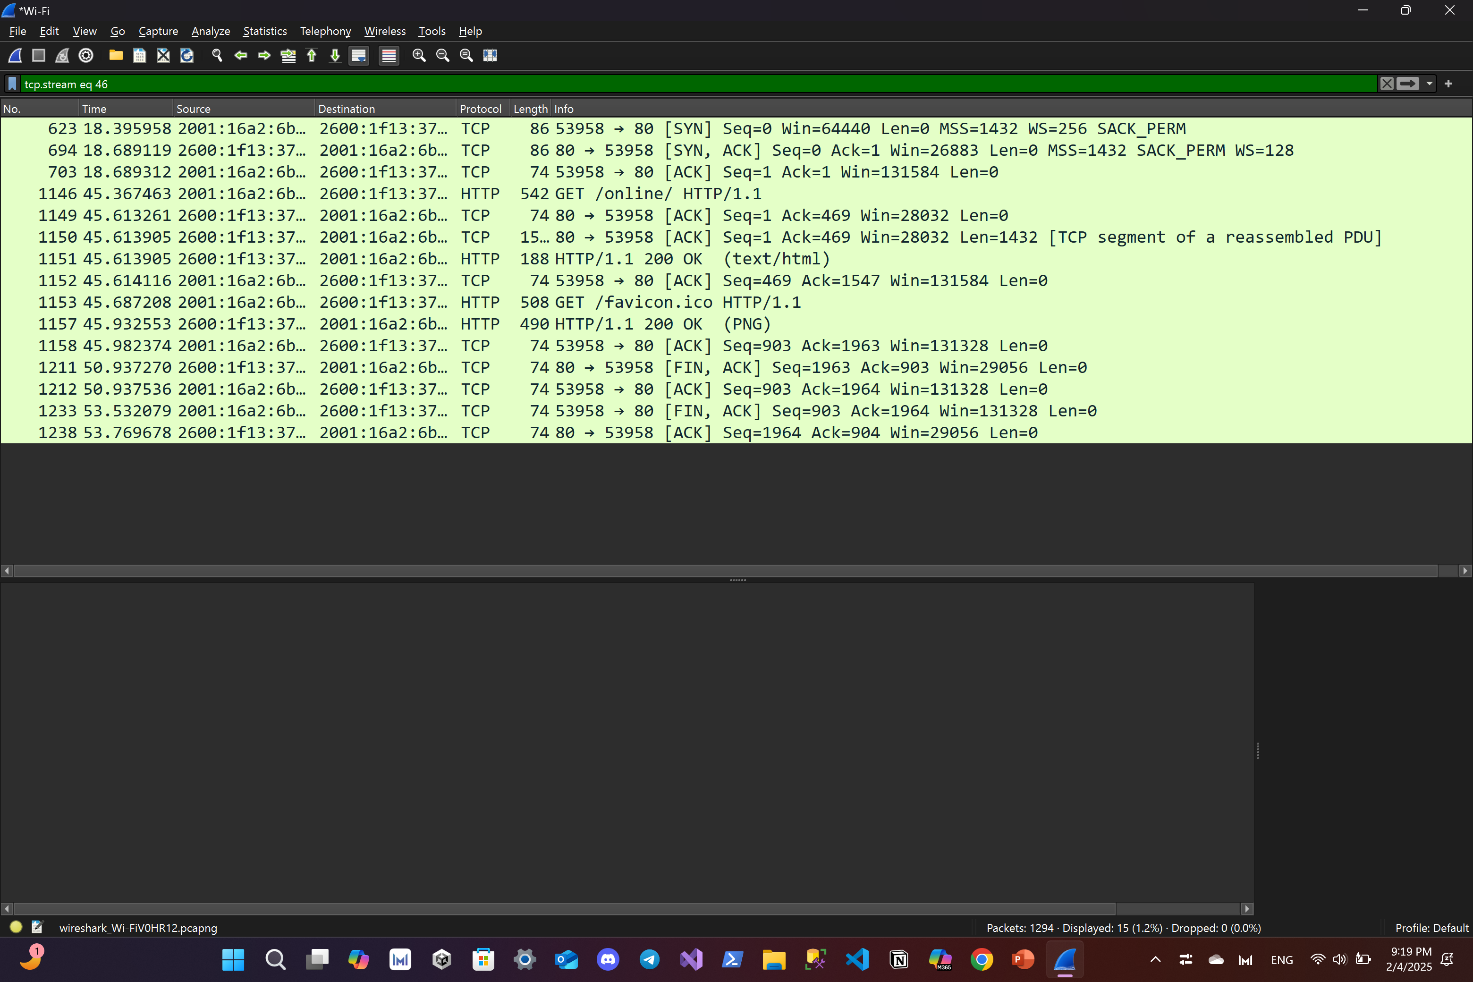 *Wi-Fi
File Edit View Go Capture Analyze Statistics Telephony Wireless Tools Help
tcp.stream eq 46
No. Time Source Destination Protocol Length Info
623 18.395958 2001:16a2:6b… 2600:1f13:37… TCP 86 53958 → 80 [SYN] Seq=0 Win=64440 Len=0 MSS=1432 WS=256 SACK_PERM
694 18.689119 2600:1f13:37… 2001:16a2:6b… TCP 86 80 → 53958 [SYN, ACK] Seq=0 Ack=1 Win=26883 Len=0 MSS=1432 SACK_PERM WS=128
703 18.689312 2001:16a2:6b… 2600:1f13:37… TCP 74 53958 → 80 [ACK] Seq=1 Ack=1 Win=131584 Len=0
1146 45.367463 2001:16a2:6b… 2600:1f13:37… HTTP 542 GET /online/ HTTP/1.1
1149 45.613261 2600:1f13:37… 2001:16a2:6b… TCP 74 80 → 53958 [ACK] Seq=1 Ack=469 Win=28032 Len=0
1150 45.613905 2600:1f13:37… 2001:16a2:6b… TCP 15… 80 → 53958 [ACK] Seq=1 Ack=469 Win=28032 Len=1432 [TCP segment of a reassembled PDU]
1151 45.613905 2600:1f13:37… 2001:16a2:6b… HTTP 188 HTTP/1.1 200 OK (text/html)
1152 45.614116 2001:16a2:6b… 2600:1f13:37… TCP 74 53958 → 80 [ACK] Seq=469 Ack=1547 Win=131584 Len=0
1153 45.687208 2001:16a2:6b… 2600:1f13:37… HTTP 508 GET /favicon.ico HTTP/1.1
1157 45.932553 2600:1f13:37… 2001:16a2:6b… HTTP 490 HTTP/1.1 200 OK (PNG)
1158 45.982374 2001:16a2:6b… 2600:1f13:37… TCP 74 53958 → 80 [ACK] Seq=903 Ack=1963 Win=131328 Len=0
1211 50.937270 2600:1f13:37… 2001:16a2:6b… TCP 74 80 → 53958 [FIN, ACK] Seq=1963 Ack=903 Win=29056 Len=0
1212 50.937536 2001:16a2:6b… 2600:1f13:37… TCP 74 53958 → 80 [ACK] Seq=903 Ack=1964 Win=131328 Len=0
1233 53.532079 2001:16a2:6b… 2600:1f13:37… TCP 74 53958 → 80 [FIN, ACK] Seq=903 Ack=1964 Win=131328 Len=0
1238 53.769678 2600:1f13:37… 2001:16a2:6b… TCP 74 80 → 53958 [ACK] Seq=1964 Ack=904 Win=29056 Len=0
wireshark_Wi-FiV0HR12.pcapng Packets: 1294 · Displayed: 15 (1.2%) · Dropped: 0 (0.0%) Profile: Default
1 M365 P ENG 9:19 PM
2/4/2025